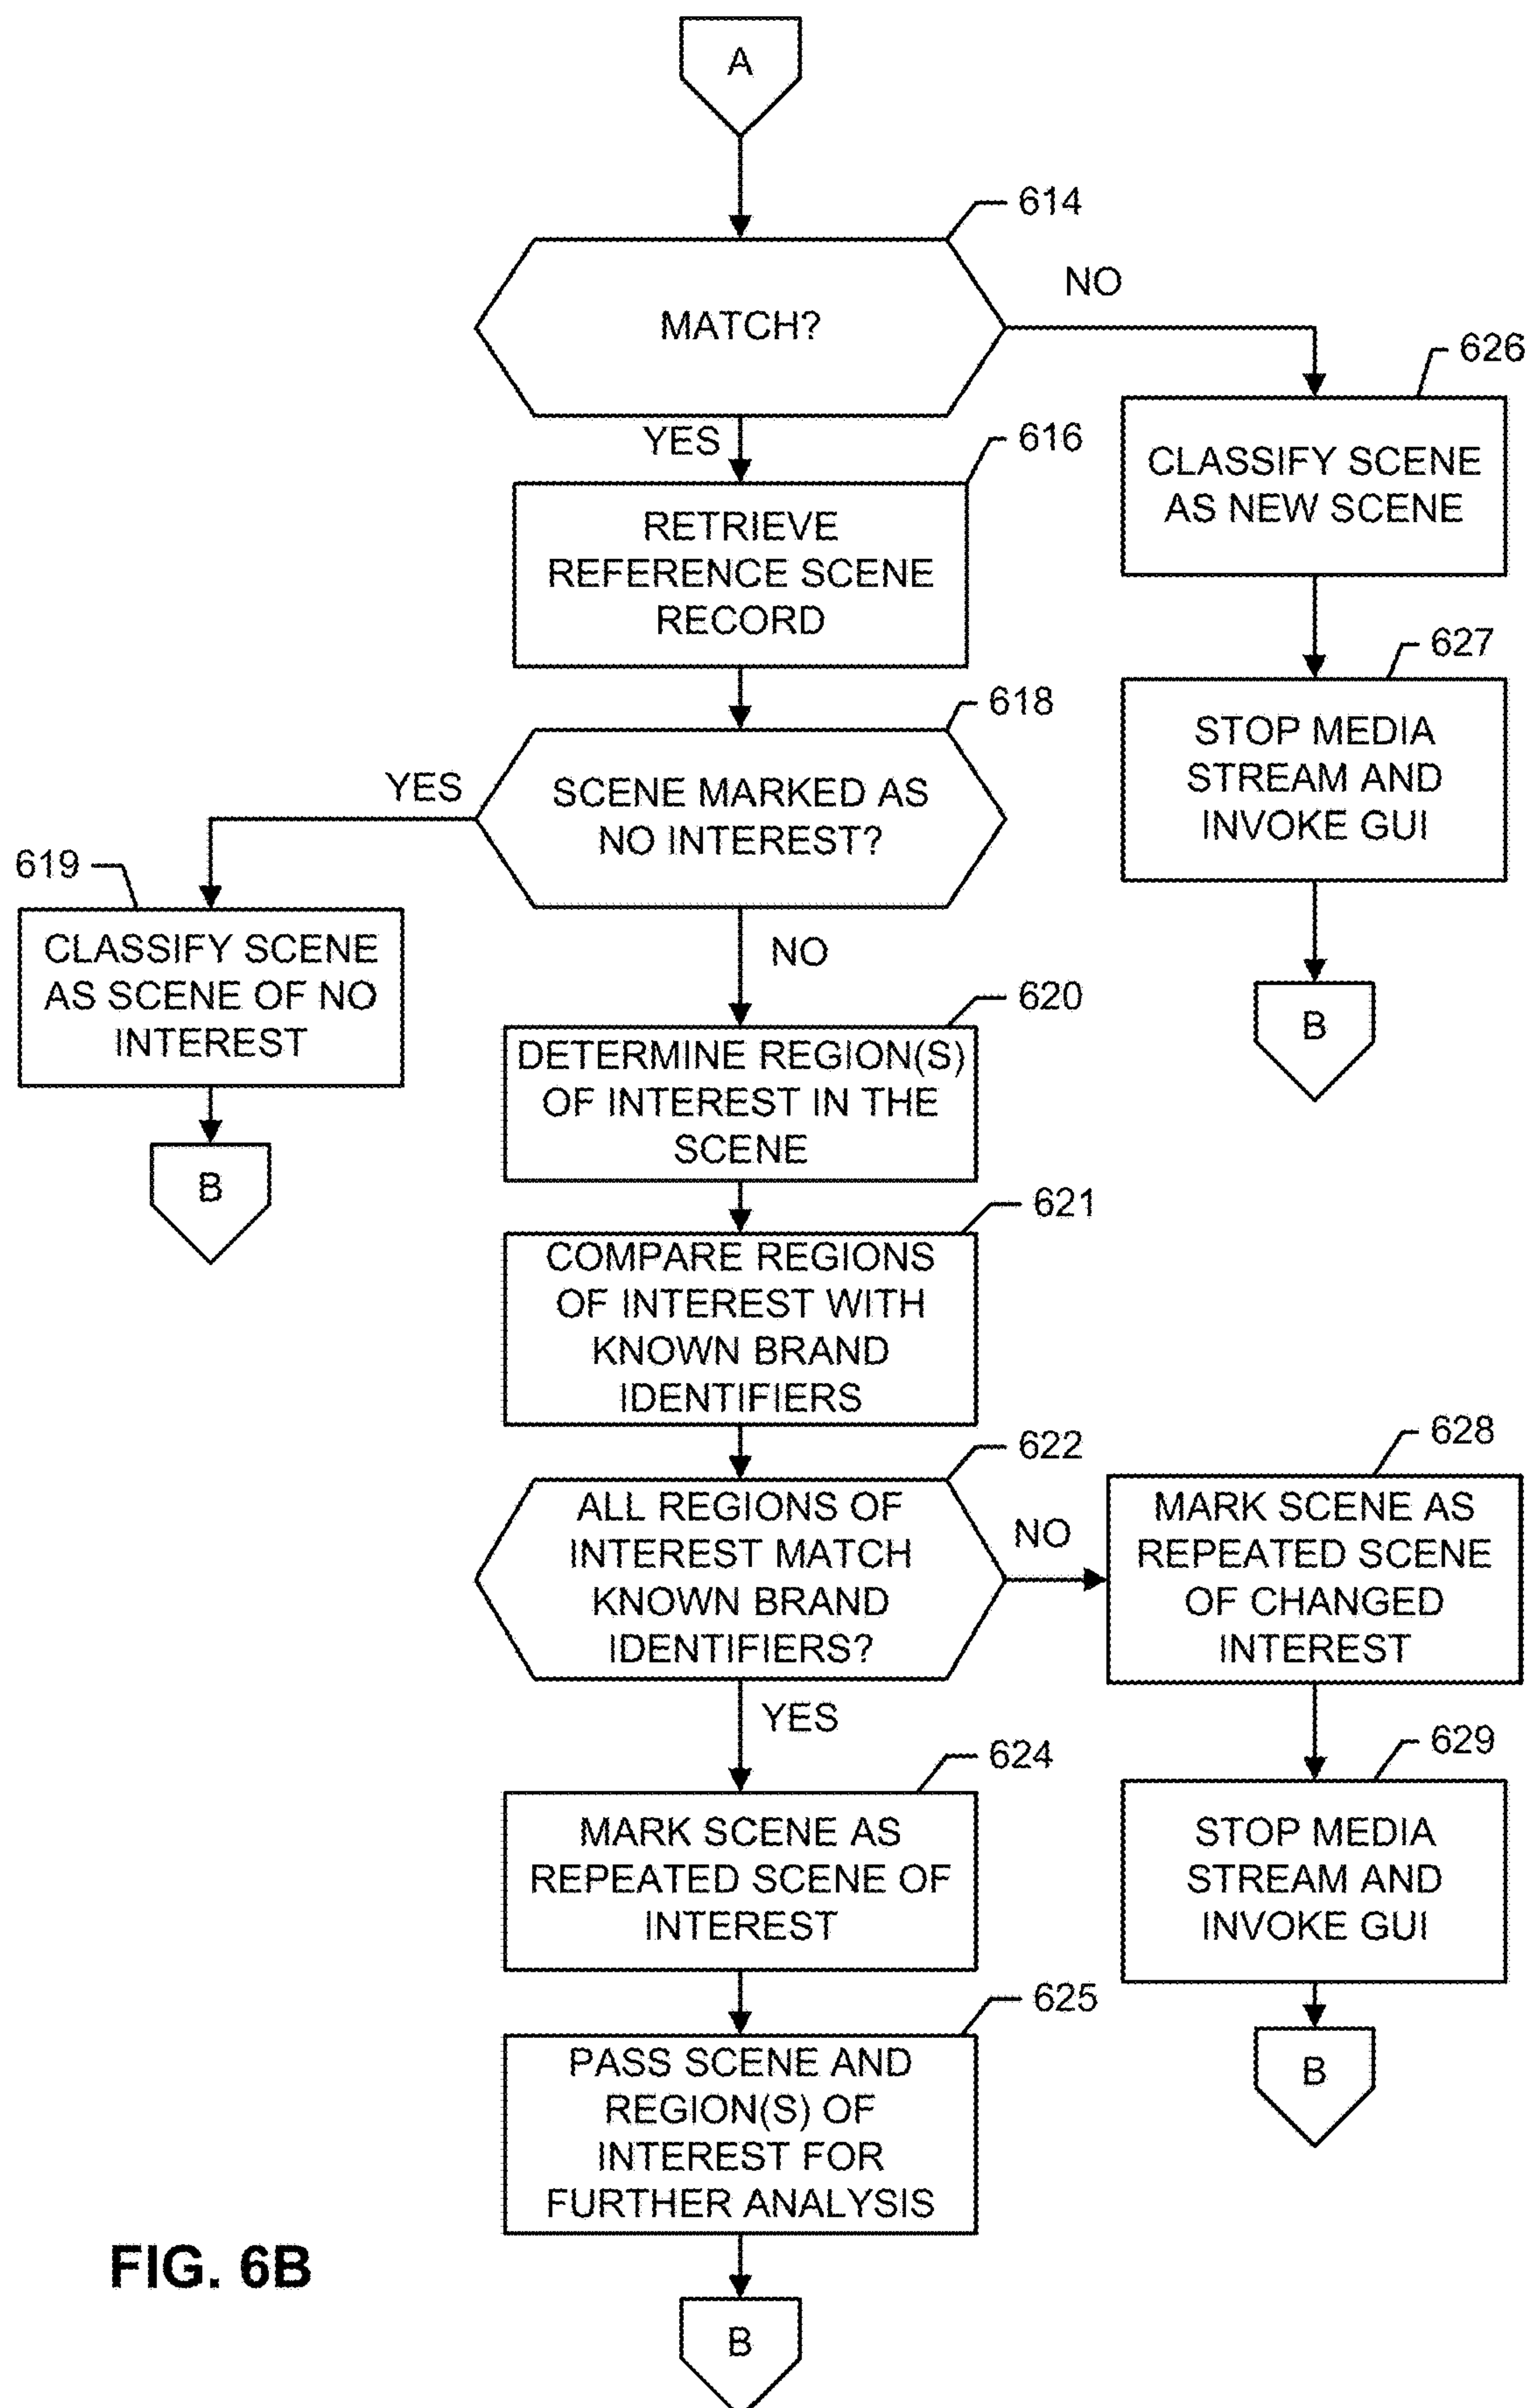 A
614
MATCH?
NO
626
CLASSIFY SCENE
AS NEW SCENE
YES
616
RETRIEVE
REFERENCE SCENE
RECORD
627
STOP MEDIA
STREAM AND
INVOKE GUI
B
618
SCENE MARKED AS
NO INTEREST?
YES
619
CLASSIFY SCENE
AS SCENE OF NO
INTEREST
B
NO
620
DETERMINE REGION(S)
OF INTEREST IN THE
SCENE
621
COMPARE REGIONS
OF INTEREST WITH
KNOWN BRAND
IDENTIFIERS
622
ALL REGIONS OF
INTEREST MATCH
KNOWN BRAND
IDENTIFIERS?
NO
628
MARK SCENE AS
REPEATED SCENE
OF CHANGED
INTEREST
629
STOP MEDIA
STREAM AND
INVOKE GUI
B
YES
624
MARK SCENE AS
REPEATED SCENE OF
INTEREST
625
PASS SCENE AND
REGION(S) OF
INTEREST FOR
FURTHER ANALYSIS
B
FIG. 6B